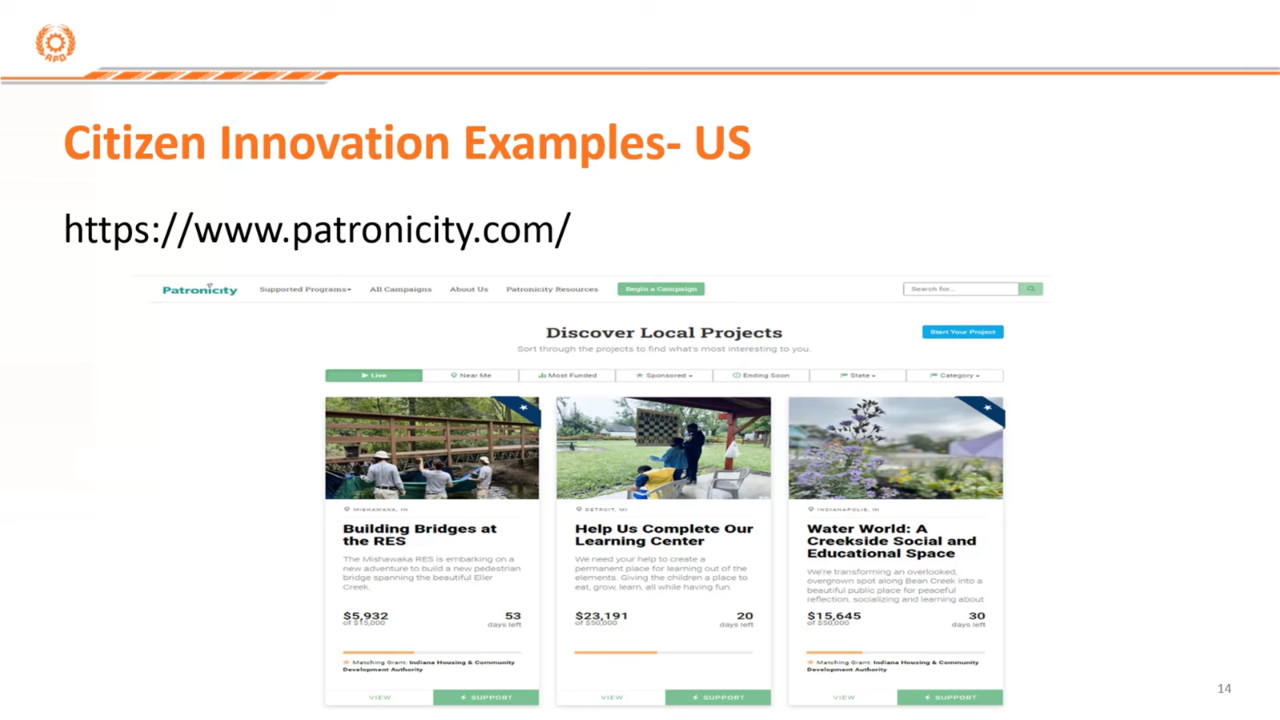 APO
Citizen Innovation Examples- US
https://www.patronicity.com/
Patronicity Supported Programs All Campaigns About Us Patronicity Resources Begin a Campaign Search for...
Discover Local Projects Start Your Project
Sort through the projects to find what's most interesting to you.
Live Near Me Most Funded Sponsored Ending Soon State Category
MISHAWAKA, IN
Building Bridges at
the RES
The Mishawaka RES is embarking on a
new adventure to build a new pedestrian
bridge spanning the beautiful Eller
Creek.
$5,932 53
of $15,000 days left
Matching Grant: Indiana Housing & Community
Development Authority
VIEW SUPPORT
DETROIT, MI
Help Us Complete Our
Learning Center
We need your help to create a
permanent place for learning out of the
elements. Giving the children a place to
eat, grow, learn, all while having fun.
$23,191 20
of $50,000 days left
VIEW SUPPORT
INDIANAPOLIS, IN
Water World: A
Creekside Social and
Educational Space
We're transforming an overlooked,
overgrown spot along Bean Creek into a
beautiful public place for peaceful
reflection, socializing and learning about
$15,645 30
of $50,000 days left
Matching Grant: Indiana Housing & Community
Development Authority
VIEW SUPPORT
14